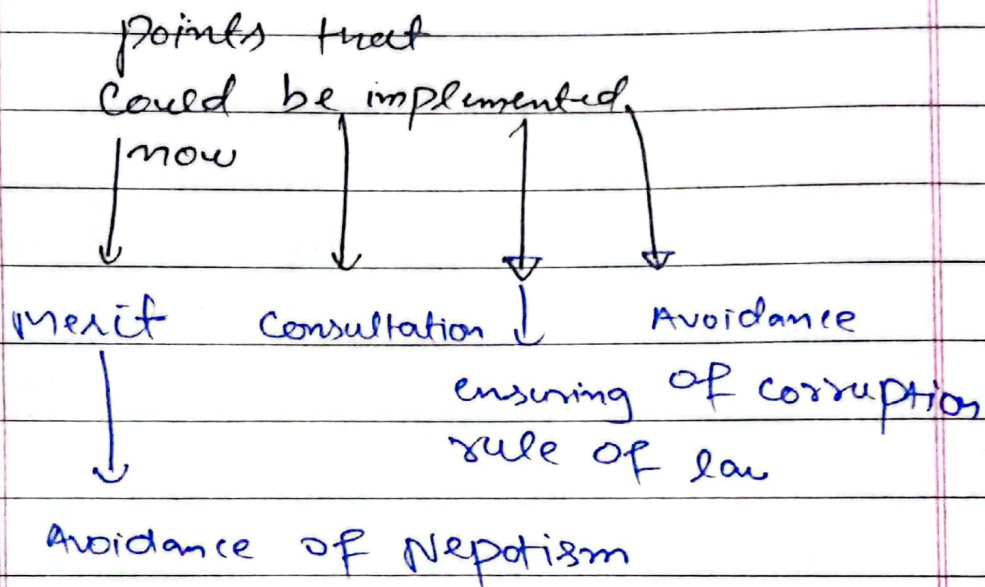 points that
could be implemented
now
Merit Consultation Avoidance
ensuring of corruption
rule of law
Avoidance of Nepotism